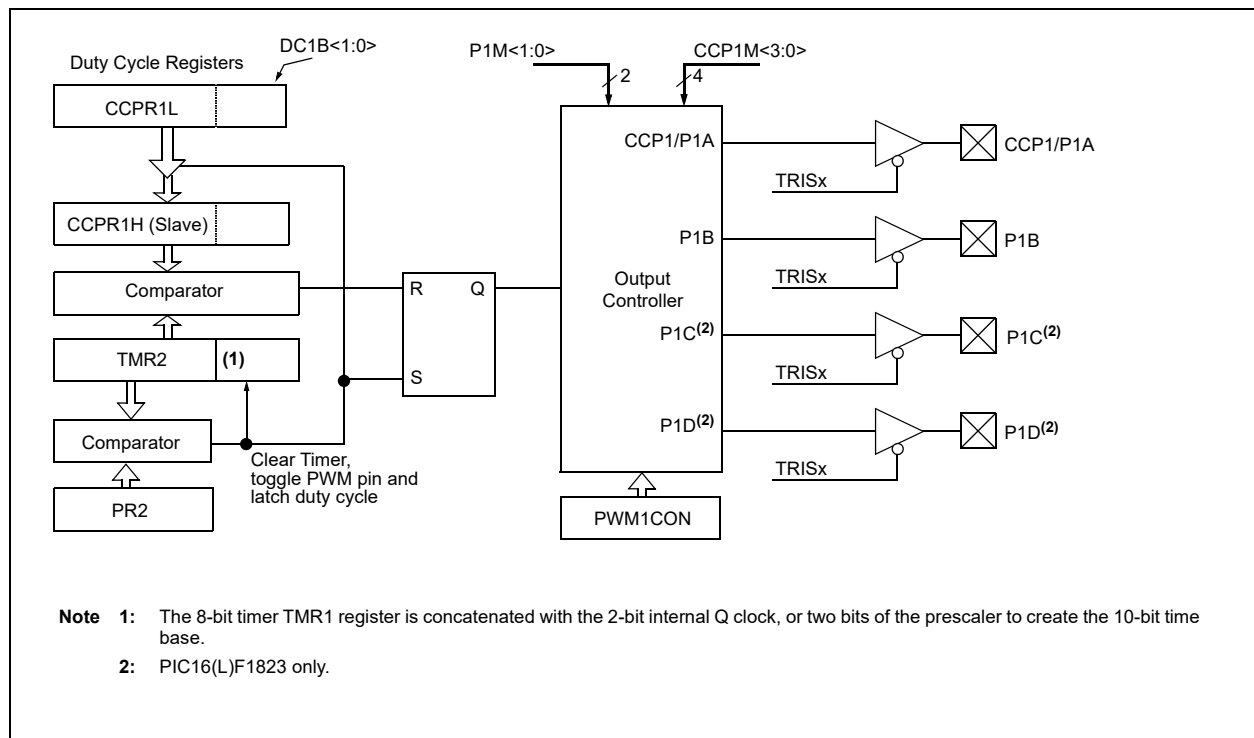 DC1B<1:0>
Duty Cycle Registers
CCPR1L
CCPR1H (Slave)
Comparator
TMR2
(1)
Comparator
PR2
Clear Timer,
toggle PWM pin and
latch duty cycle
R
Q
S
P1M<1:0>
2
CCP1M<3:0>
4
Output
Controller
CCP1/P1A
TRISx
CCP1/P1A
P1B
TRISx
P1B
P1C(2)
TRISx
P1C(2)
P1D(2)
TRISx
P1D(2)
PWM1CON
Note 1: The 8-bit timer TMR1 register is concatenated with the 2-bit internal Q clock, or two bits of the prescaler to create the 10-bit time
base.
2: PIC16(L)F1823 only.